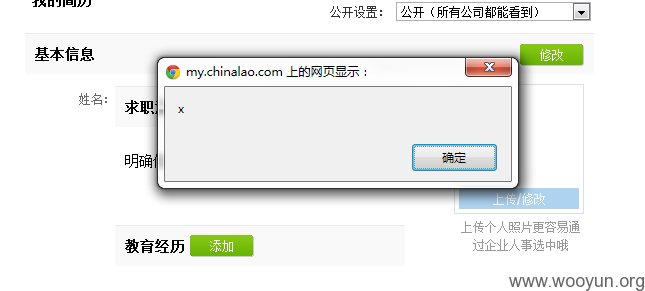 我的简历
公开设置： 公开（所有公司都能看到）
基本信息
修改
my.chinalao.com 上的网页显示：
x
确定
姓名：
求职
明确
上传/修改
上传个人照片更容易通
过企业人事选中哦
教育经历 添加
www.wooyun.org